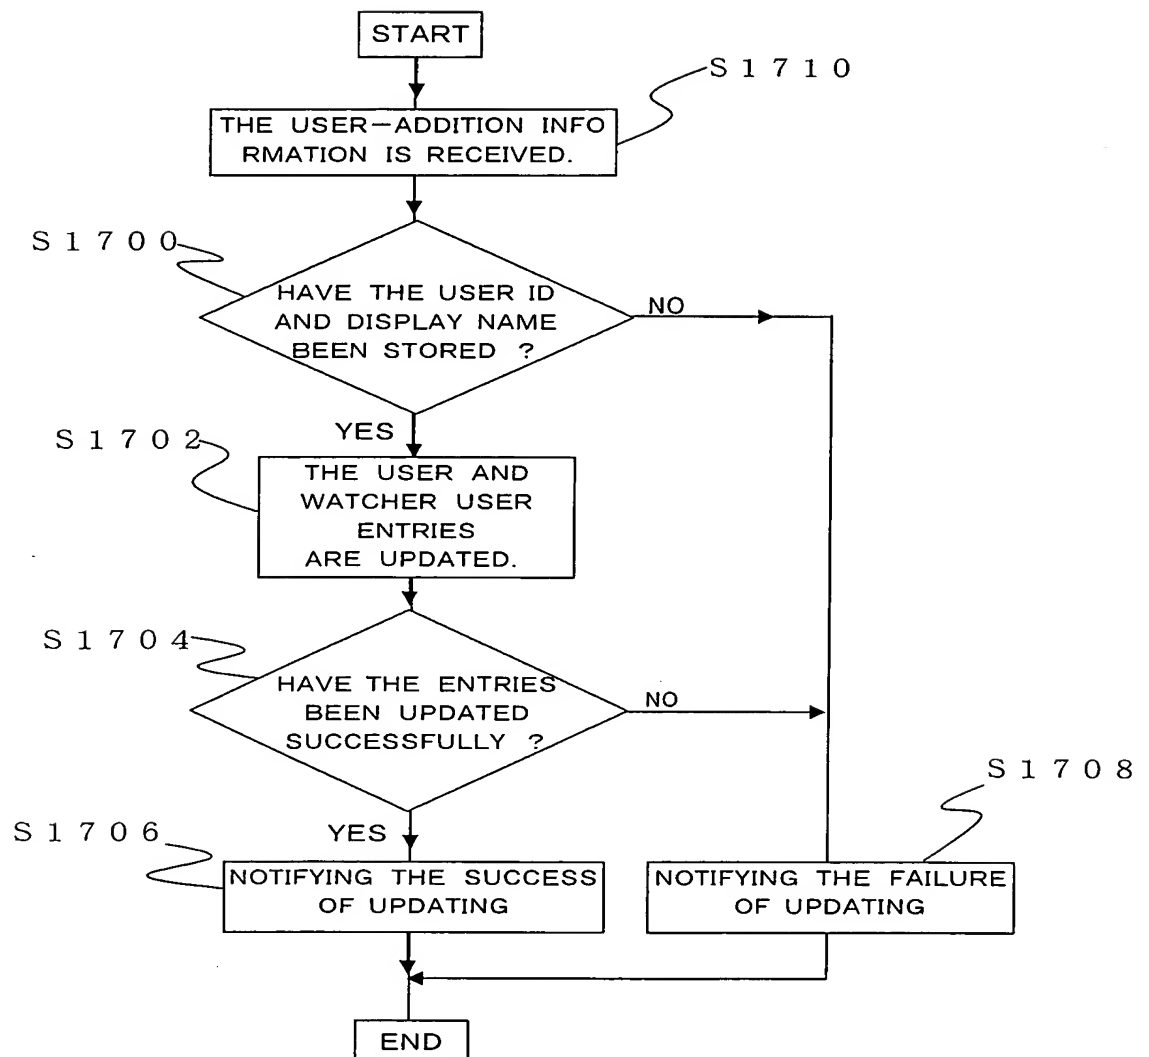 START
S1710
THE USER-ADDITION INFO
RMATION IS RECEIVED.
S1700
HAVE THE USER ID
AND DISPLAY NAME
BEEN STORED ?
NO
YES
S1702
THE USER AND
WATCHER USER
ENTRIES
ARE UPDATED.
S1704
HAVE THE ENTRIES
BEEN UPDATED
SUCCESSFULLY ?
NO
S1708
YES
S1706
NOTIFYING THE SUCCESS
OF UPDATING
NOTIFYING THE FAILURE
OF UPDATING
END